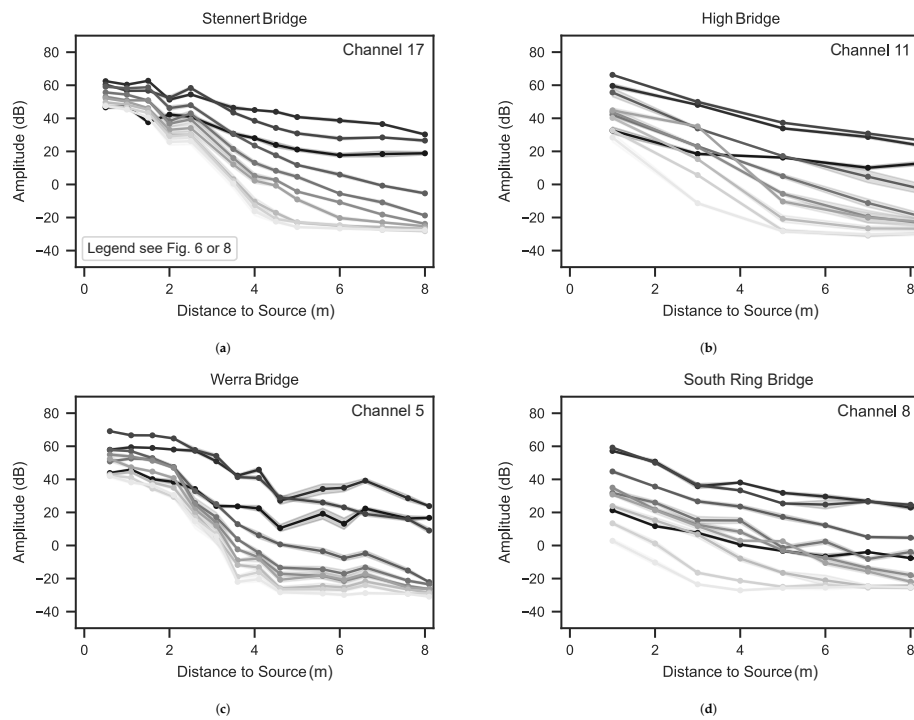 Stennert Bridge
Channel 17
80
60
40
20
0
−20
−40
Amplitude (dB)
Legend see Fig. 6 or 8
0 2 4 6 8
Distance to Source (m)
(a)
High Bridge
Channel 11
80
60
40
20
0
−20
−40
Amplitude (dB)
0 2 4 6 8
Distance to Source (m)
(b)
Werra Bridge
Channel 5
80
60
40
20
0
−20
−40
Amplitude (dB)
0 2 4 6 8
Distance to Source (m)
(c)
South Ring Bridge
Channel 8
80
60
40
20
0
−20
−40
Amplitude (dB)
0 2 4 6 8
Distance to Source (m)
(d)